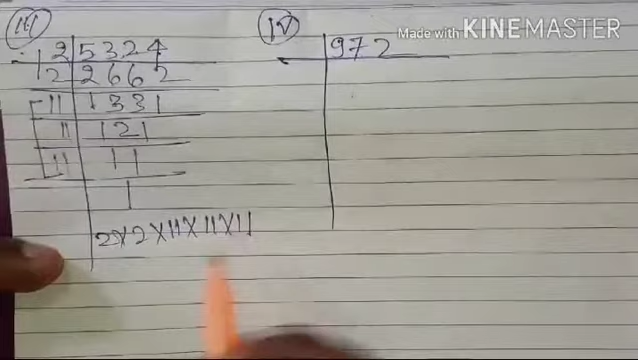 (iii)
2 5324
2 2662
11 1331
11 121
11 11
1
2×2×11×11×11
(iv)
972
Made with KINEMASTER